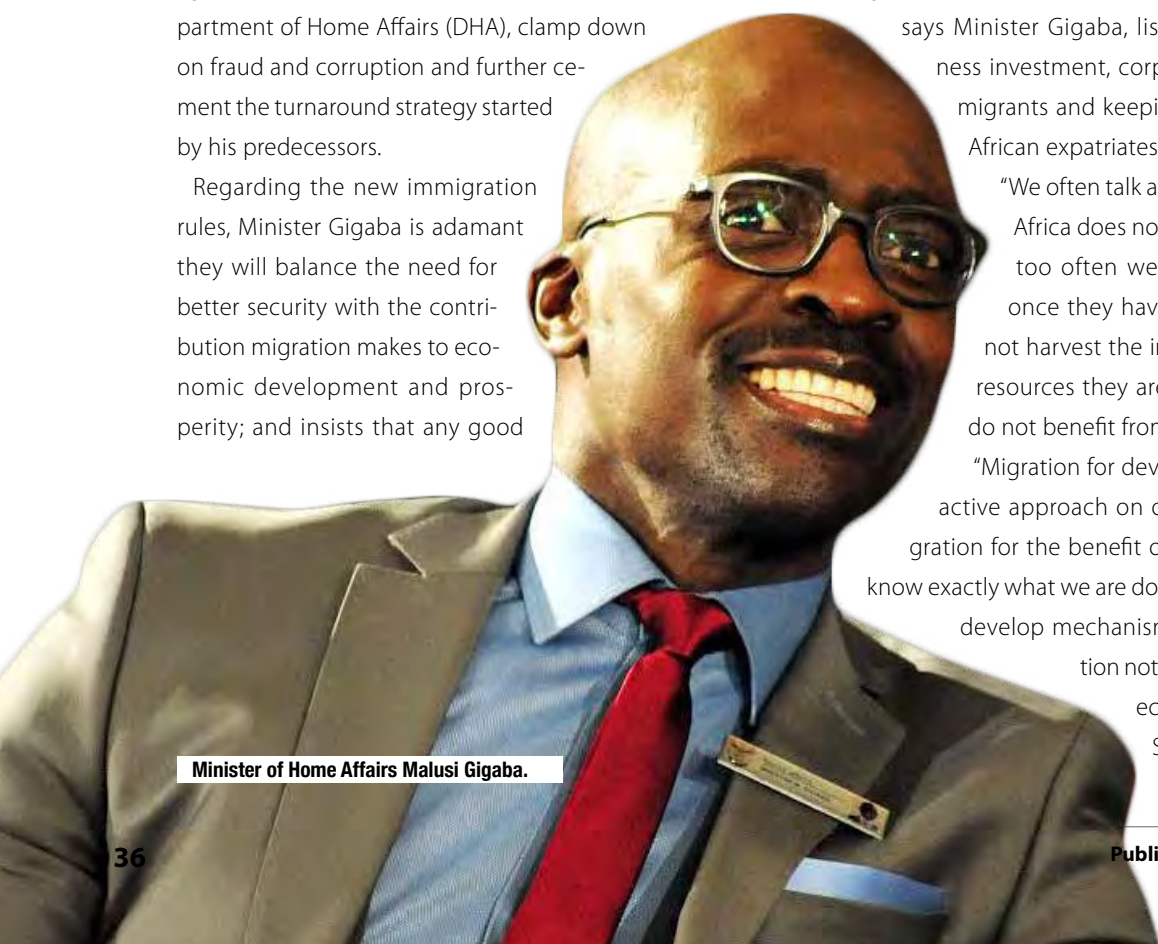 partment of Home Affairs (DHA), clamp down
on fraud and corruption and further ce-
ment the turnaround strategy started
by his predecessors.
Regarding the new immigration
rules, Minister Gigaba is adamant
they will balance the need for
better security with the contri-
bution migration makes to eco-
nomic development and pros-
perity; and insists that any good
Minister of Home Affairs Malusi Gigaba.
36
says Minister Gigaba, lis
ness investment, corp
migrants and keepi
African expatriates
“We often talk a
Africa does no
too often we
once they hav
not harvest the i
resources they are
do not benefit from
“Migration for dev
active approach on
gration for the benefit
know exactly what we are do
develop mechanism
tion not
ec
S
Publi